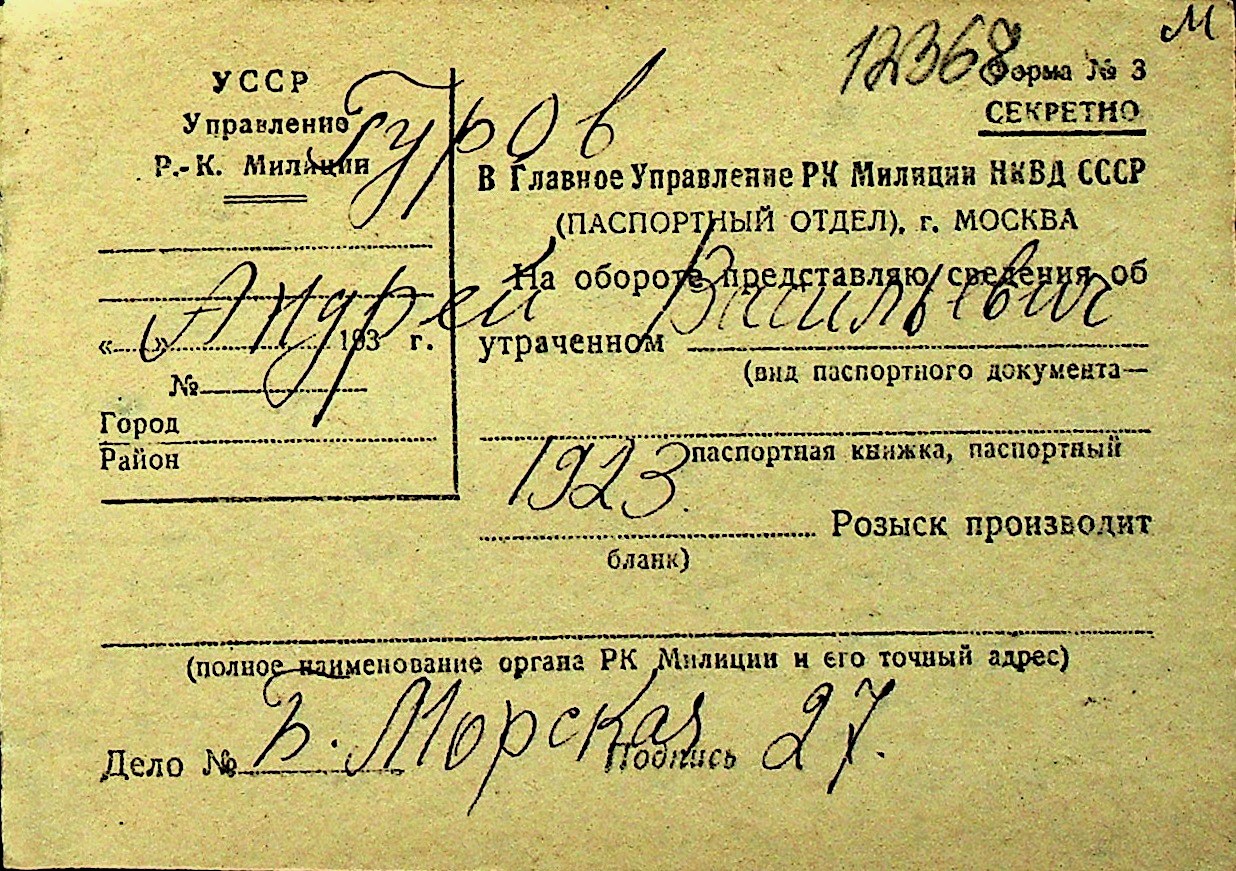 12368 м
УССР
Управление
Р.-К. Милиции
Форма № 3
СЕКРЕТНО
Гуров
В Главное Управление РК Милиции НКВД СССР
(ПАСПОРТНЫЙ ОТДЕЛ), г. МОСКВА
На обороте представляю сведения об
Андрей Васильевич
« » 193 г.
утраченном
(вид паспортного документа—
№
Город
Район
паспортная книжка, паспортный
1923.
Розыск производит
бланк)
(полное наименование органа РК Милиции и его точный адрес)
Б. Морская 27.
Дело № Подпись